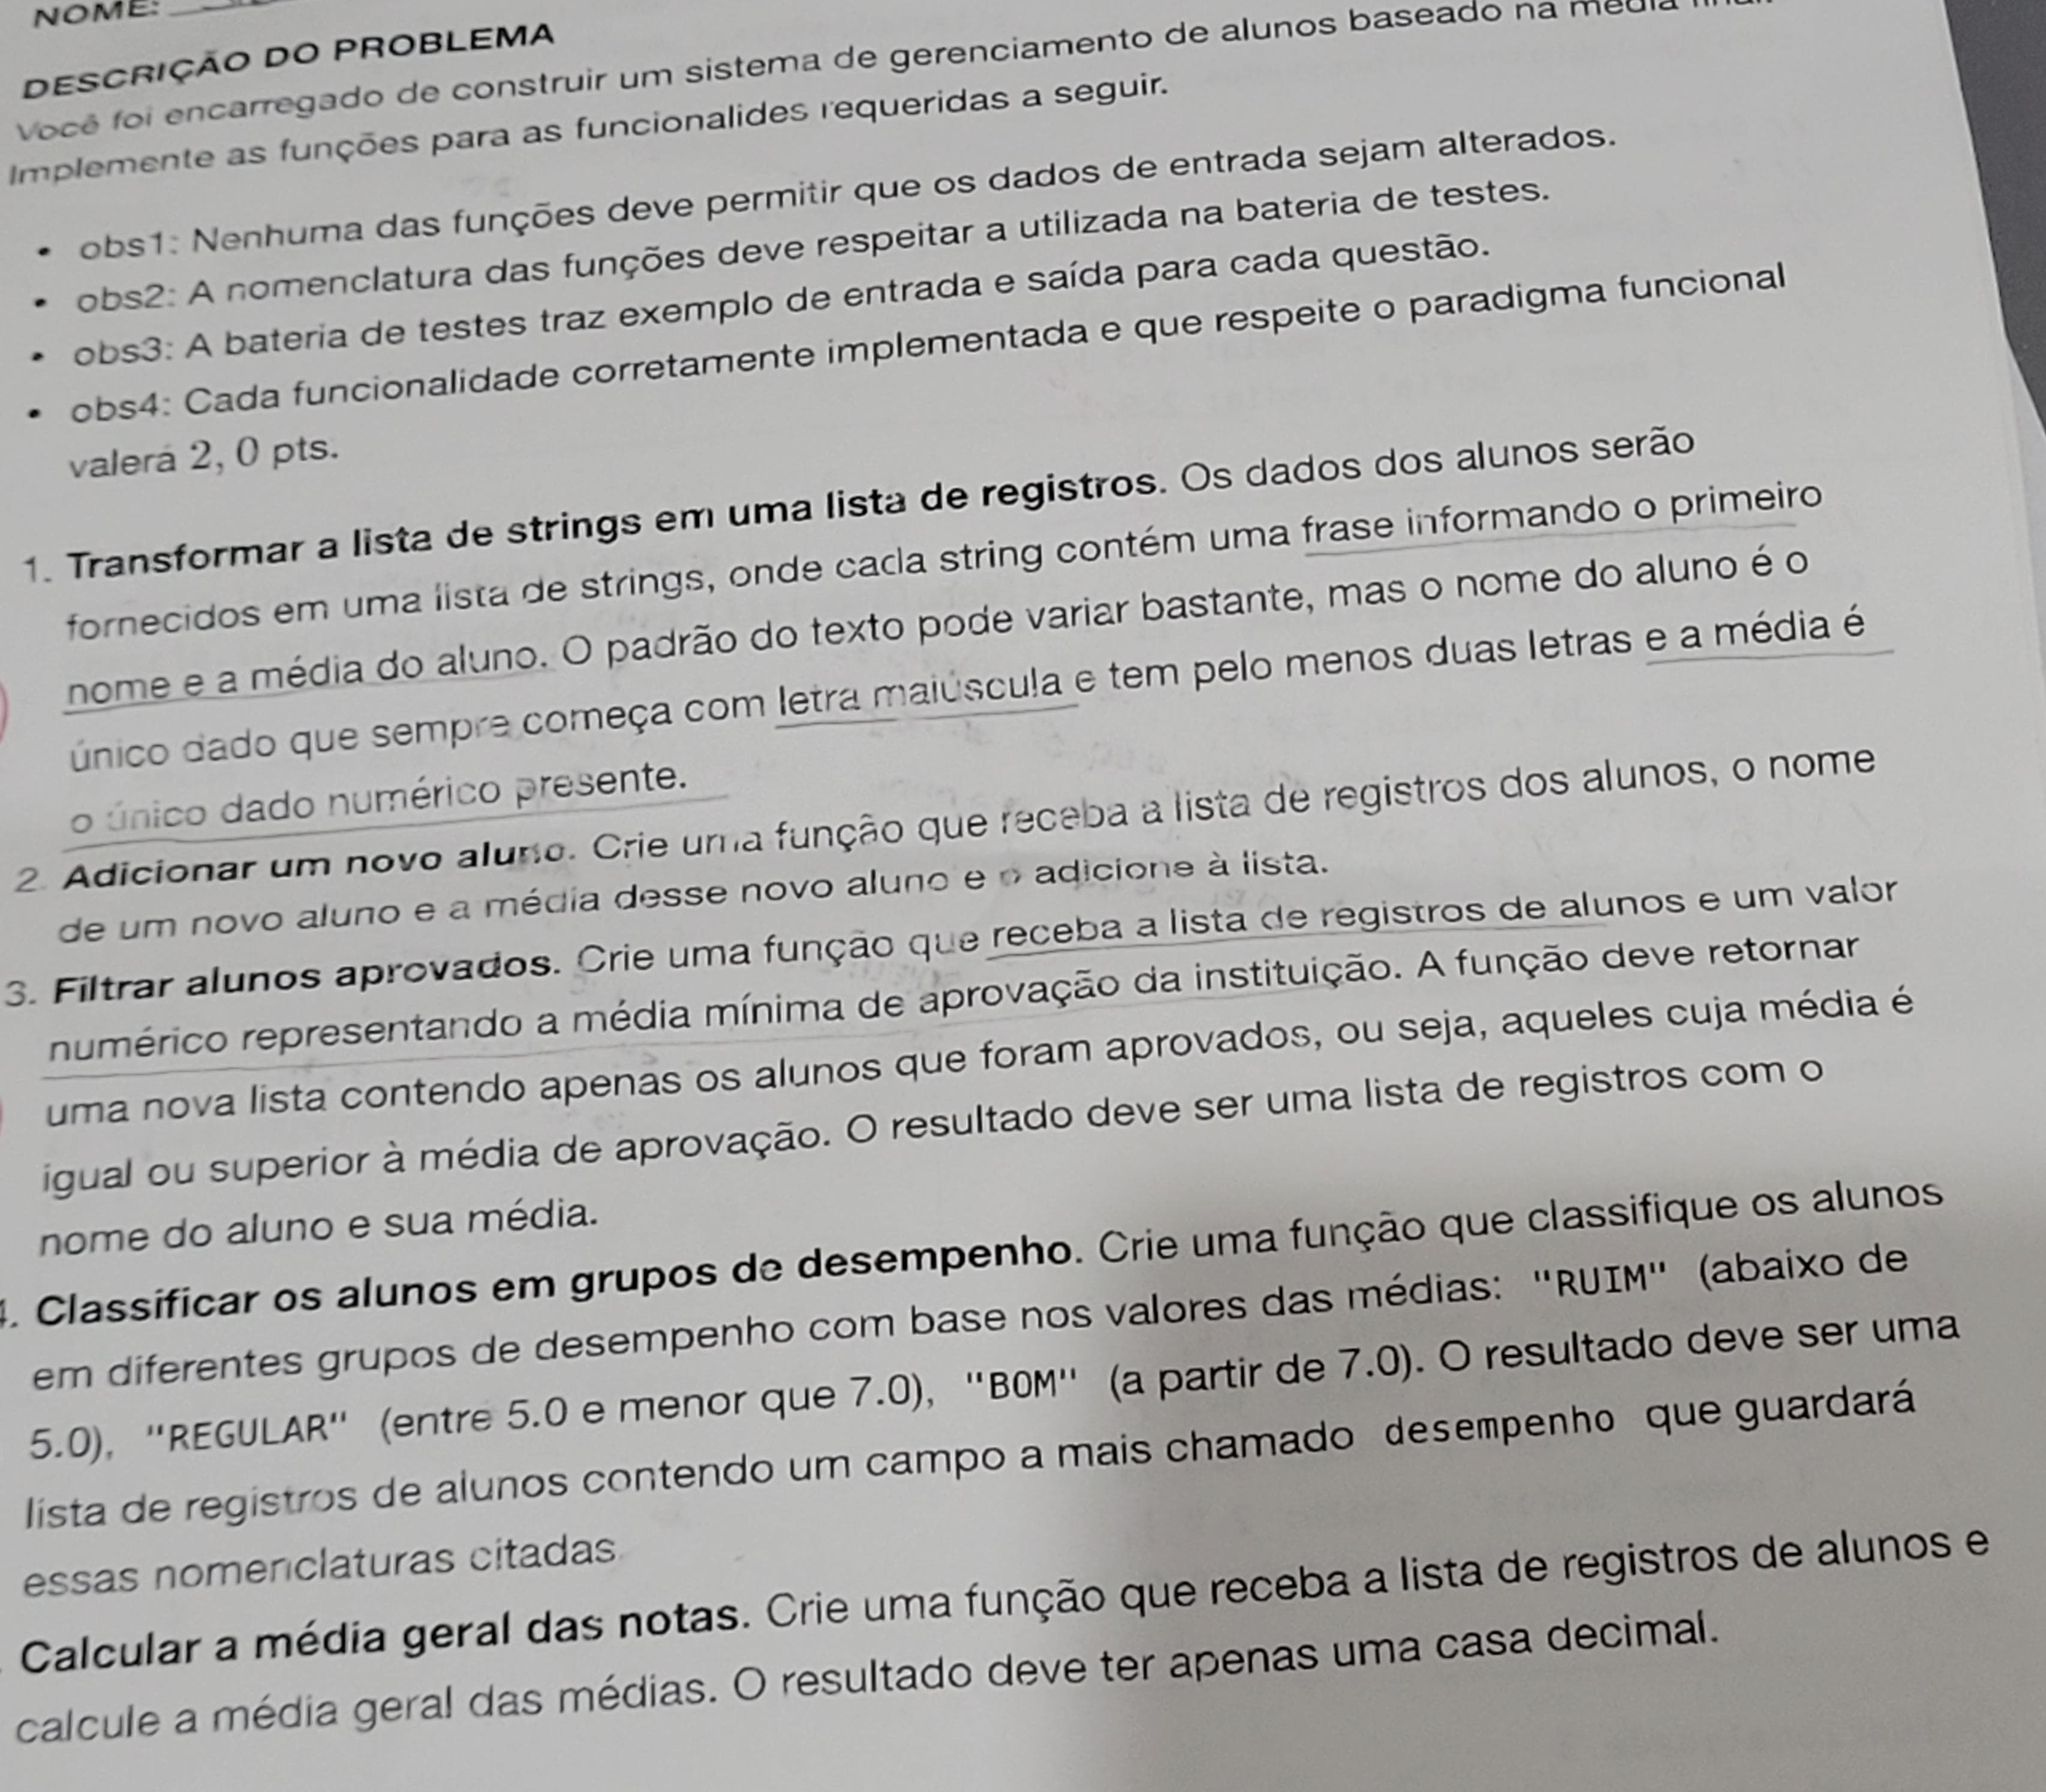 NOME:
DESCRIÇÃO DO PROBLEMA
Você foi encarregado de construir um sistema de gerenciamento de alunos baseado na média
Implemente as funções para as funcionalides requeridas a seguir.
• obs1: Nenhuma das funções deve permitir que os dados de entrada sejam alterados.
• obs2: A nomenclatura das funções deve respeitar a utilizada na bateria de testes.
• obs3: A bateria de testes traz exemplo de entrada e saída para cada questão.
• obs4: Cada funcionalidade corretamente implementada e que respeite o paradigma funcional
valerá 2, 0 pts.
1. Transformar a lista de strings em uma lista de registros. Os dados dos alunos serão
fornecidos em uma lista de strings, onde cada string contém uma frase informando o primeiro
nome e a média do aluno. O padrão do texto pode variar bastante, mas o nome do aluno é o
único dado que sempre começa com letra maiúscula e tem pelo menos duas letras e a média é
o único dado numérico presente.
2. Adicionar um novo aluno. Crie uma função que receba a lista de registros dos alunos, o nome
de um novo aluno e a média desse novo aluno e o adicione à lista.
3. Filtrar alunos aprovados. Crie uma função que receba a lista de registros de alunos e um valor
numérico representando a média mínima de aprovação da instituição. A função deve retornar
uma nova lista contendo apenas os alunos que foram aprovados, ou seja, aqueles cuja média é
igual ou superior à média de aprovação. O resultado deve ser uma lista de registros com o
nome do aluno e sua média.
4. Classificar os alunos em grupos de desempenho. Crie uma função que classifique os alunos
em diferentes grupos de desempenho com base nos valores das médias: "RUIM" (abaixo de
5.0), "REGULAR" (entre 5.0 e menor que 7.0), "BOM" (a partir de 7.0). O resultado deve ser uma
lista de registros de alunos contendo um campo a mais chamado desempenho que guardará
essas nomenclaturas citadas
Calcular a média geral das notas. Crie uma função que receba a lista de registros de alunos e
calcule a média geral das médias. O resultado deve ter apenas uma casa decimal.